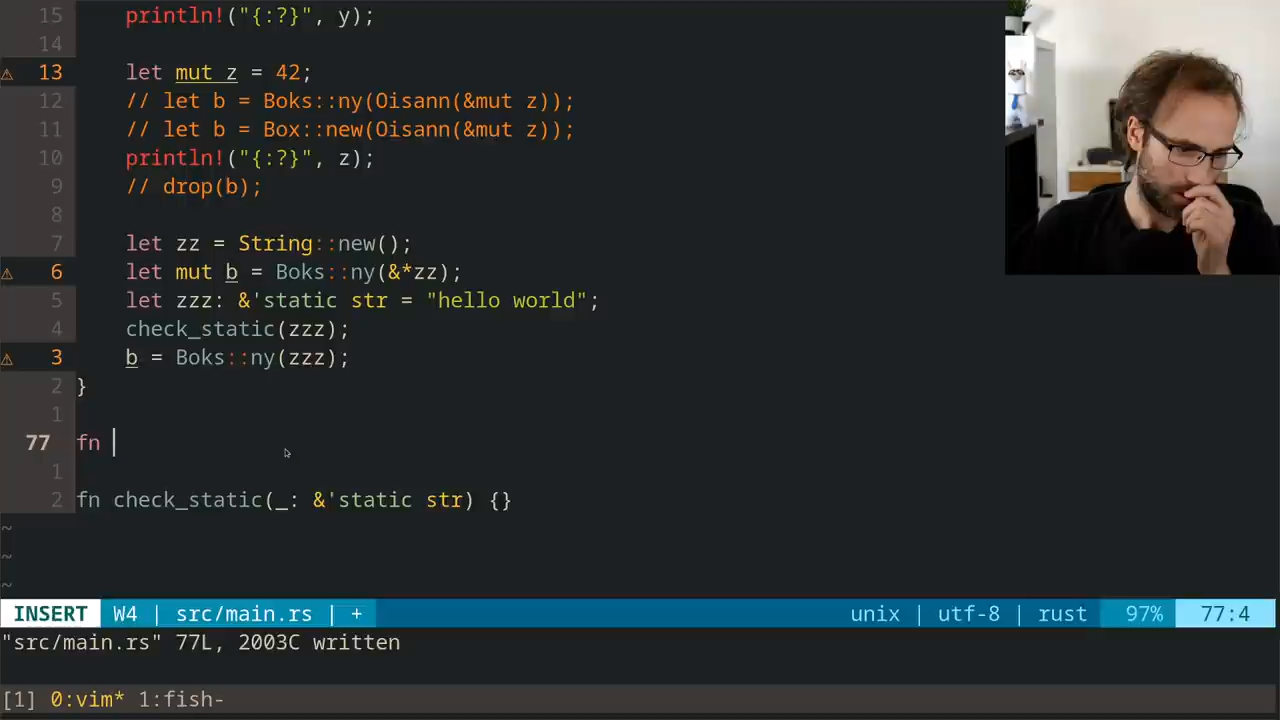 15     println!("{:?}", y);
14
⚠ 13     let mut z = 42;
12     // let b = Boks::ny(Oisann(&mut z));
11     // let b = Box::new(Oisann(&mut z));
10     println!("{:?}", z);
9     // drop(b);
8
7     let zz = String::new();
⚠ 6     let mut b = Boks::ny(&*zz);
5     let zzz: &'static str = "hello world";
4     check_static(zzz);
⚠ 3     b = Boks::ny(zzz);
2 }
1
77 fn
1
2 fn check_static(_: &'static str) {}
~
~
~
INSERT W4 | src/main.rs | + unix | utf-8 | rust 97% 77:4
"src/main.rs" 77L, 2003C written
[1] 0:vim* 1:fish-